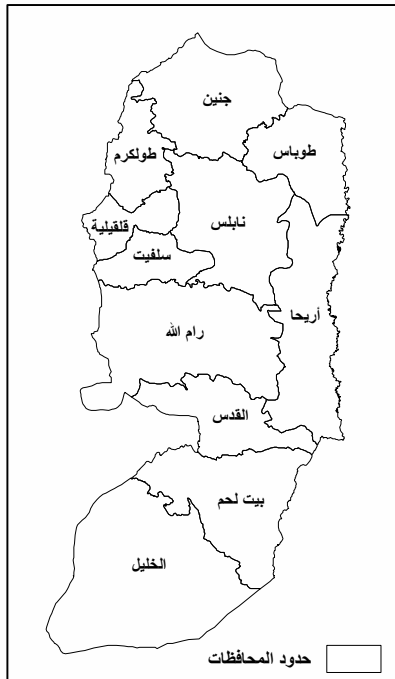 جنين
طوباس
طولكرم
نابلس
قلقيلية
سلفيت
أريحا
رام الله
القدس
بيت لحم
الخليل
حدود المحافظات